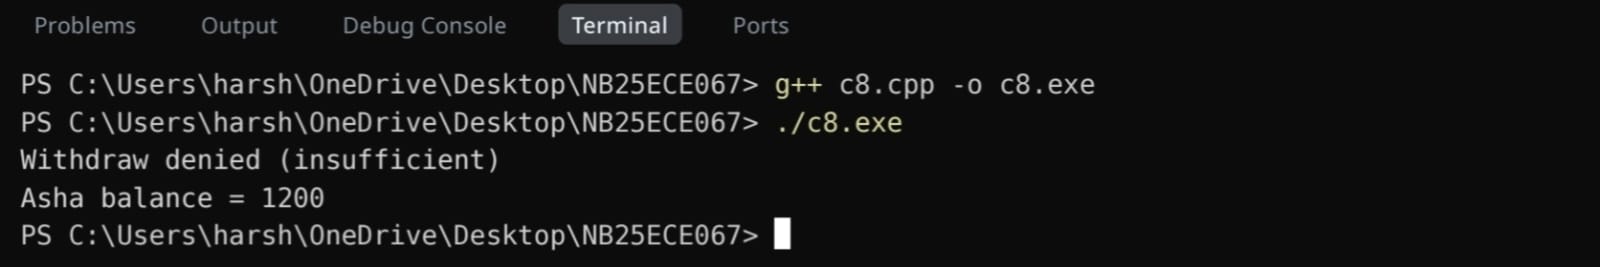 Problems Output Debug Console Terminal Ports
PS C:\Users\harsh\OneDrive\Desktop\NB25ECE067> g++ c8.cpp -o c8.exe
PS C:\Users\harsh\OneDrive\Desktop\NB25ECE067> ./c8.exe
Withdraw denied (insufficient)
Asha balance = 1200
PS C:\Users\harsh\OneDrive\Desktop\NB25ECE067>